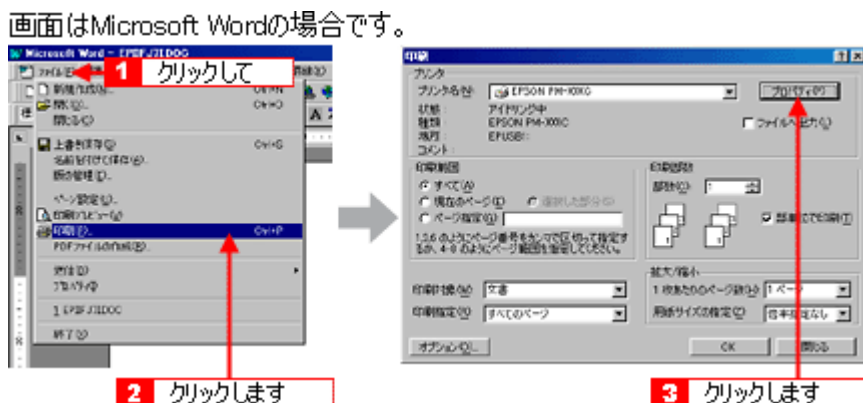 画面はMicrosoft Wordの場合です。
Microsoft Word - EPDFJ7J.DOC
1 クリックして
新規作成(N)... Ctrl+N
開く(O)... Ctrl+O
閉じる(C)
上書き保存(S) Ctrl+S
名前を付けて保存(A)...
版の管理(E)...
ページ設定(U)...
印刷プレビュー(V)
印刷(P)... Ctrl+P
PDFファイルの作成(B)...
送信(D)
プロパティ(I)
終了(X)
2 クリックします
印刷
プリンタ
プリンタ名(N):
プロパティ(P)
状態: アイドリング中
種類:
場所: EPUSB1:
コメント:
ファイルへ出力(L)
印刷範囲
すべて(A)
現在のページ(E) 選択した部分(S)
ページ指定(G)
1,3,6 のようにページ番号をカンマで区切って指定す
るか、4-8 のようにページ範囲を指定してください。
印刷部数
部数(C): 1
部単位で印刷(T)
印刷対象(W): 文書
印刷指定(R): すべてのページ
拡大/縮小
1 枚あたりのページ数(H): 1 ページ
用紙サイズの指定(Z): 倍率指定なし
オプション(O)...
OK
閉じる
3 クリックします